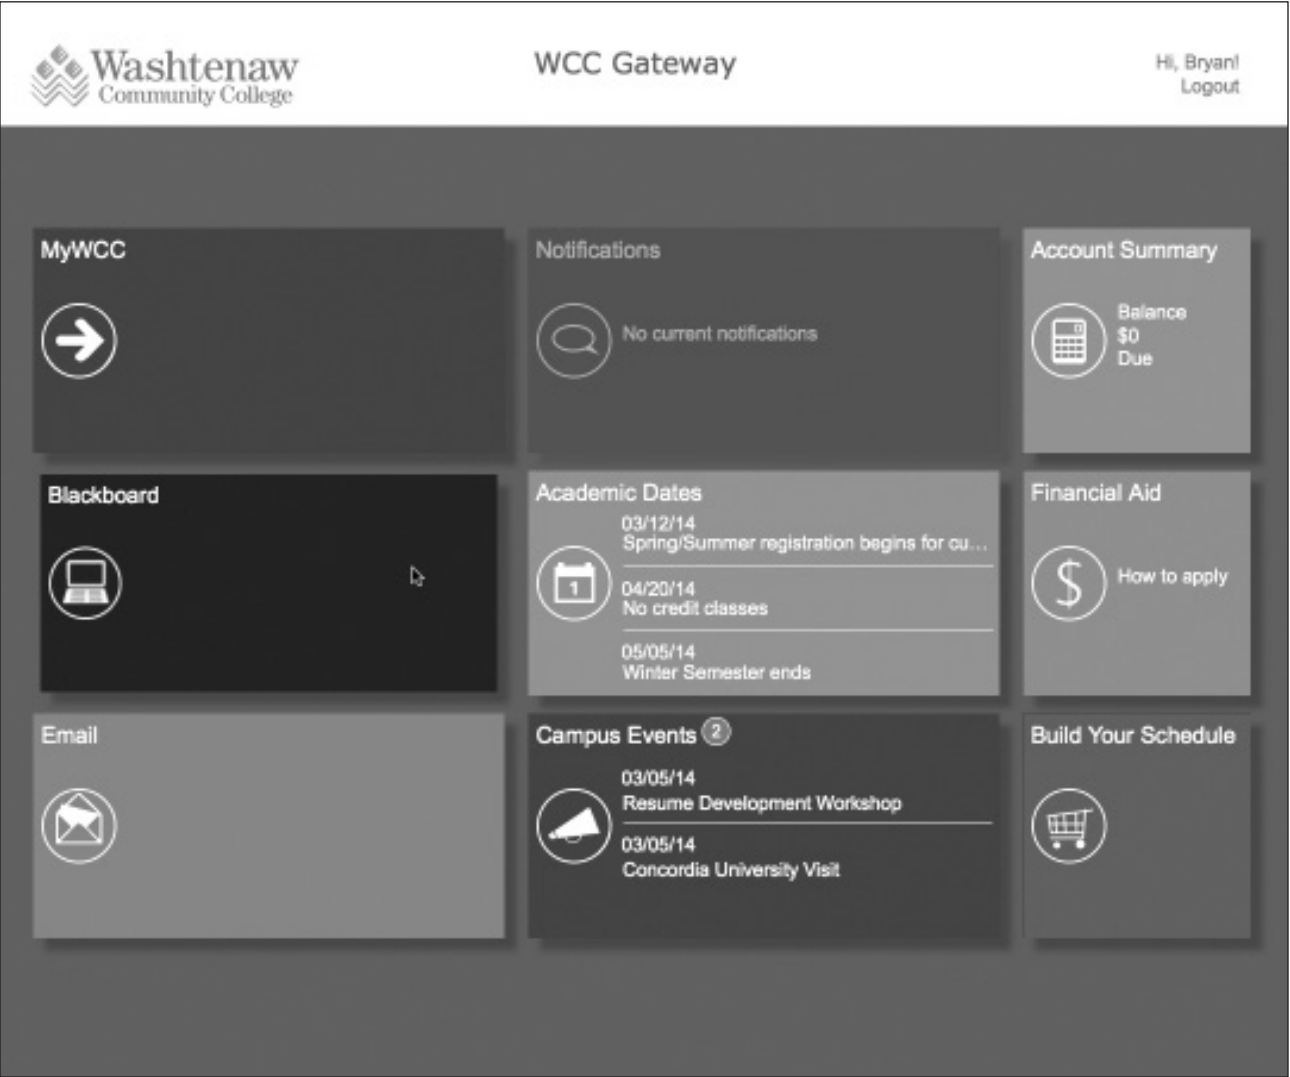 Washtenaw
Community College
WCC Gateway
Hi, Bryan!
Logout
MyWCC
Notifications
No current notifications
Account Summary
Balance
$0
Due
Blackboard
Academic Dates
03/12/14
Spring/Summer registration begins for cu...
1
04/20/14
No credit classes
05/05/14
Winter Semester ends
Financial Aid
$
How to apply
Email
Campus Events 2
03/05/14
Resume Development Workshop
03/05/14
Concordia University Visit
Build Your Schedule